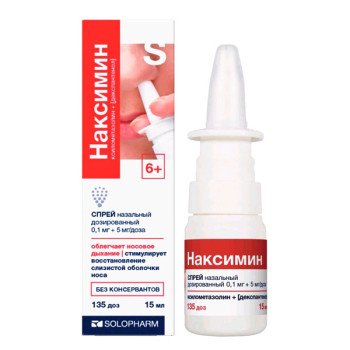 Наксимин
ксилометазолин + [декспантенол]
S
6+
СПРЕЙ назальный
дозированный
0,1 мг + 5 мг/доза
облегчает носовое
дыхание | стимулирует
восстановление
слизистой оболочки
носа
БЕЗ КОНСЕРВАНТОВ
135 доз 15 мл
SOLOPHARM
Наксимин
СПРЕЙ назальный
дозированный 0,1 мг + 5 мг/доза
ксилометазолин + [декспантенол]
135 доз 15 мл